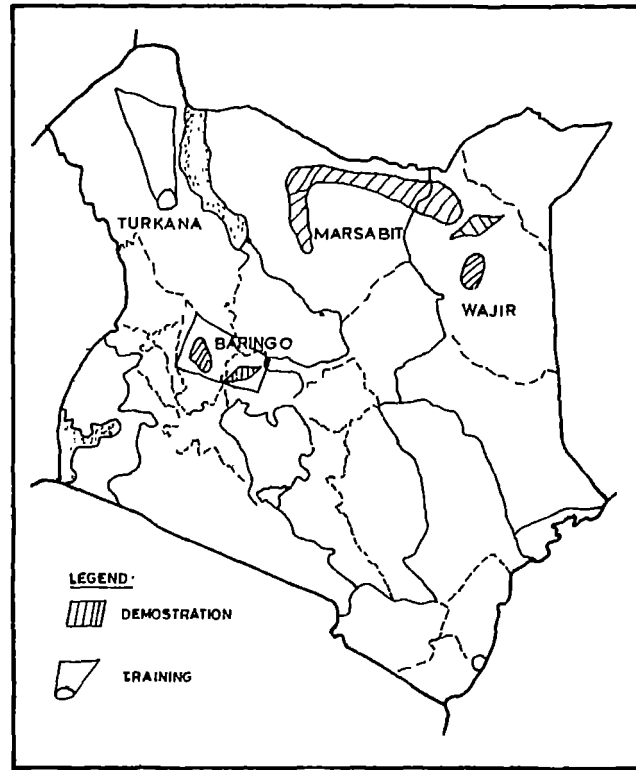 TURKANA
MARSABIT
WAJIR
BARINGO
LEGEND·
DEMOSTRATION
TRAINING